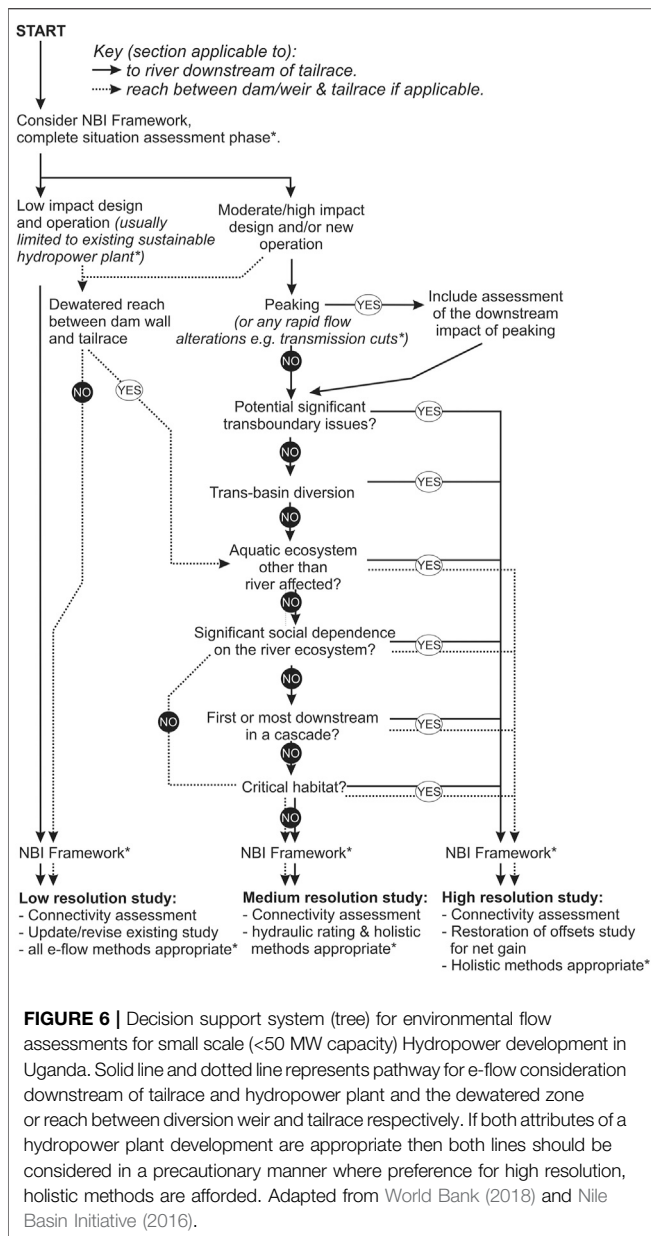 START
Key (section applicable to):
to river downstream of tailrace.
reach between dam/weir & tailrace if applicable.
Consider NBI Framework,
complete situation assessment phase*.
Low impact design
and operation (usually
limited to existing sustainable
hydropower plant*)
Moderate/high impact
design and/or new
operation
Dewatered reach
between dam wall
and tailrace
Peaking
(or any rapid flow
alterations e.g. transmission cuts*)
YES
Include assessment
of the downstream
impact of peaking
NO
NO
YES
Potential significant
transboundary issues?
YES
NO
Trans-basin diversion
YES
NO
Aquatic ecosystem
other than
river affected?
YES
NO
Significant social dependence
on the river ecosystem?
YES
NO
NO
First or most downstream
in a cascade?
YES
NO
Critical habitat?
YES
NO
NBI Framework*
NBI Framework*
NBI Framework*
Low resolution study:
- Connectivity assessment
- Update/revise existing study
- all e-flow methods appropriate*
Medium resolution study:
- Connectivity assessment
- hydraulic rating & holistic
methods appropriate*
High resolution study:
- Connectivity assessment
- Restoration of offsets study
for net gain
- Holistic methods appropriate*
FIGURE 6 | Decision support system (tree) for environmental flow
assessments for small scale (<50 MW capacity) Hydropower development in
Uganda. Solid line and dotted line represents pathway for e-flow consideration
downstream of tailrace and hydropower plant and the dewatered zone
or reach between diversion weir and tailrace respectively. If both attributes of a
hydropower plant development are appropriate then both lines should be
considered in a precautionary manner where preference for high resolution,
holistic methods are afforded. Adapted from World Bank (2018) and Nile
Basin Initiative (2016).